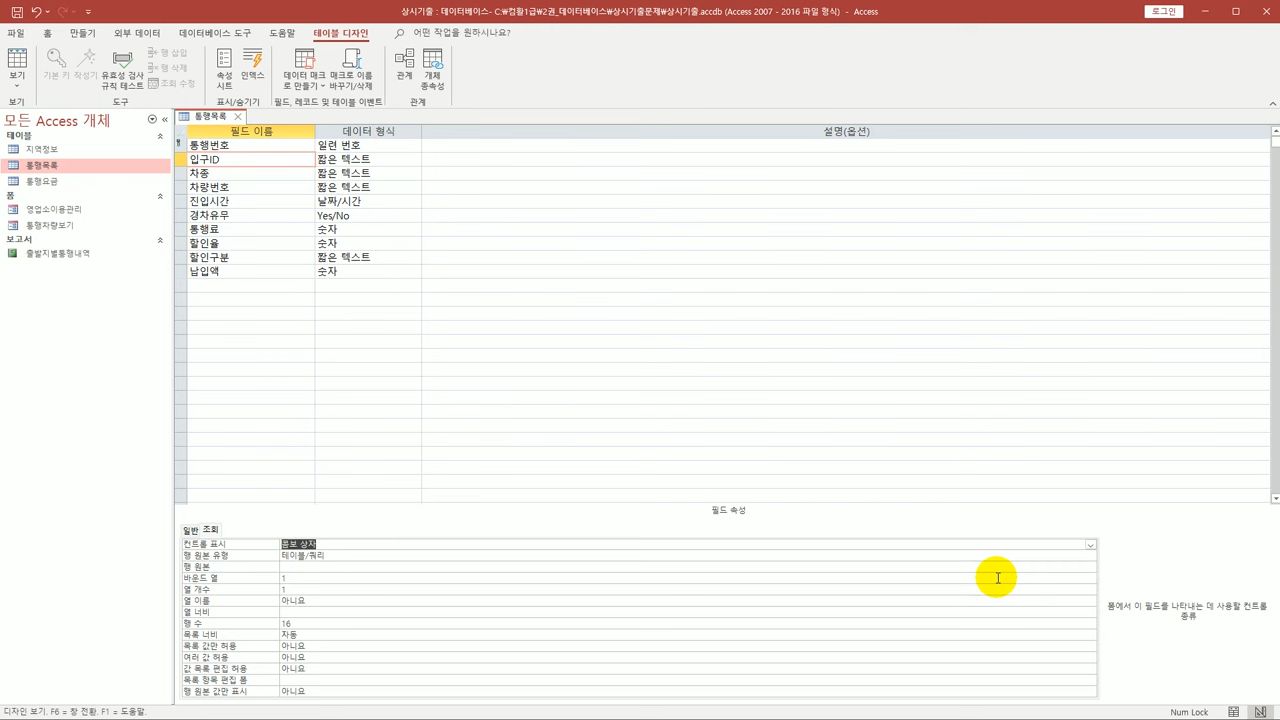 상시기술 : 데이터베이스- C:₩컴활1급₩2권_데이터베이스₩상시기술문제₩상시기술.accdb (Access 2007 - 2016 파일 형식) - Access
로그인
파일 홈 만들기 외부 데이터 데이터베이스 도구 도움말 테이블 디자인 어떤 작업을 원하시나요?
보기
기본 키
작성기
유효성 검사
규칙 테스트
행 삽입
행 삭제
조회 수정
속성
시트
인덱스
데이터 매크
로 만들기
매크로 이름
바꾸기/삭제
관계
개체
종속성
보기 도구 표시/숨기기 필드, 레코드 및 테이블 이벤트 관계
모든 Access 개체
테이블
지역정보
통행목록
통행요금
폼
영업소이용관리
통행차량보기
보고서
출발지별통행내역
통행목록
필드 이름 데이터 형식 설명(옵션)
통행번호 일련 번호
입구ID 짧은 텍스트
차종 짧은 텍스트
차량번호 짧은 텍스트
진입시간 날짜/시간
경차유무 Yes/No
통행료 숫자
할인율 숫자
할인구분 짧은 텍스트
납입액 숫자
필드 속성
일반 조회
컨트롤 표시 콤보 상자
행 원본 유형 테이블/쿼리
행 원본
바운드 열 1
열 개수 1
열 이름 아니요
열 너비
행 수 16
목록 너비 자동
목록 값만 허용 아니요
여러 값 허용 아니요
값 목록 편집 허용 아니요
목록 항목 편집 폼
행 원본 값만 표시 아니요
폼에서 이 필드를 나타내는 데 사용할 컨트롤
종류
디자인 보기. F6 = 창 전환. F1 = 도움말.
Num Lock